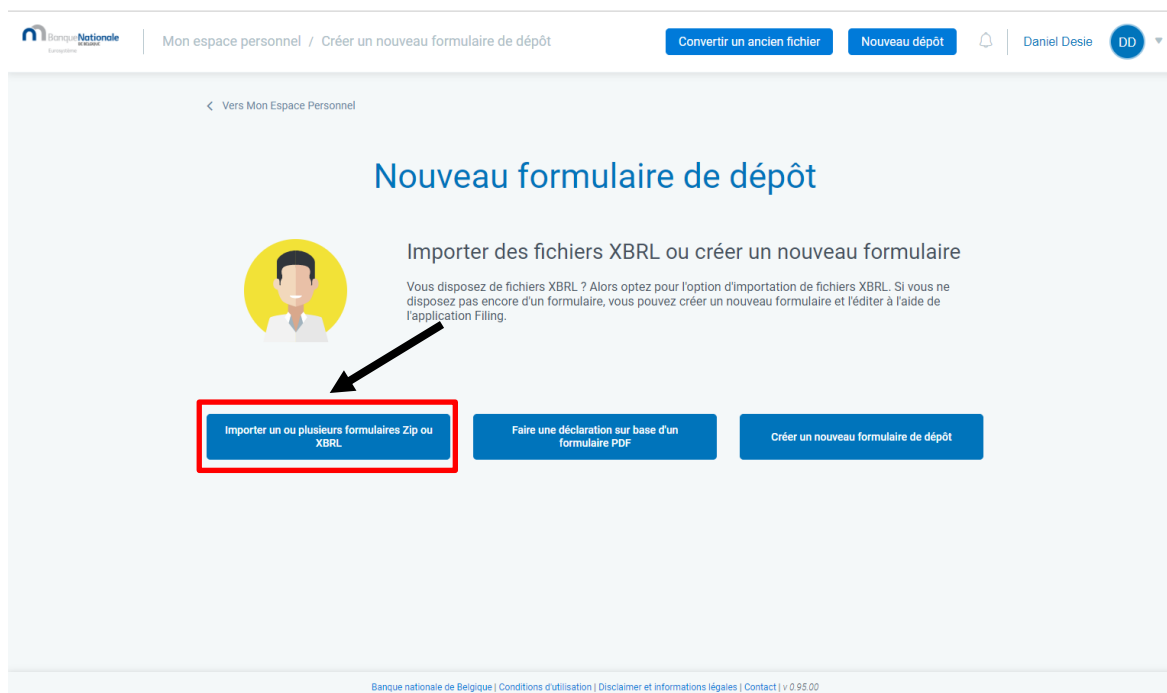 BanqueNationale
DE BELGIQUE
Eurosystème
Mon espace personnel / Créer un nouveau formulaire de dépôt
Convertir un ancien fichier
Nouveau dépôt
Daniel Desie
DD
Vers Mon Espace Personnel
Nouveau formulaire de dépôt
Importer des fichiers XBRL ou créer un nouveau formulaire
Vous disposez de fichiers XBRL ? Alors optez pour l'option d'importation de fichiers XBRL. Si vous ne
disposez pas encore d'un formulaire, vous pouvez créer un nouveau formulaire et l'éditer à l'aide de
l'application Filing.
Importer un ou plusieurs formulaires Zip ou
XBRL
Faire une déclaration sur base d'un
formulaire PDF
Créer un nouveau formulaire de dépôt
Banque nationale de Belgique | Conditions d'utilisation | Disclaimer et informations légales | Contact | v 0.95.00